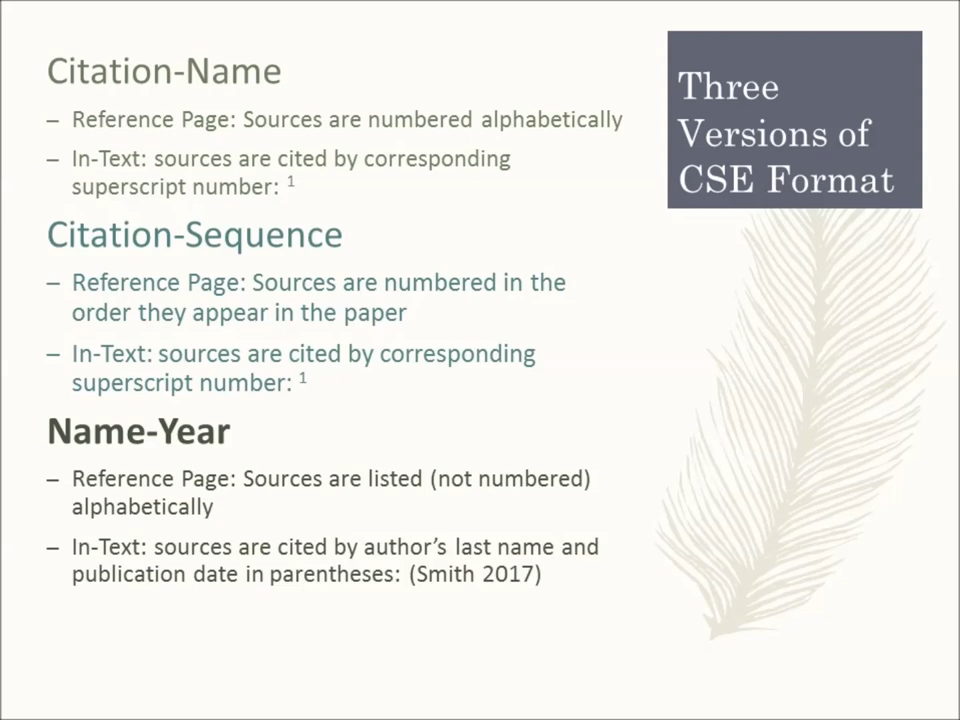 Three
Versions of
CSE Format
Citation-Name
– Reference Page: Sources are numbered alphabetically
– In-Text: sources are cited by corresponding
superscript number: ¹
Citation-Sequence
– Reference Page: Sources are numbered in the
order they appear in the paper
– In-Text: sources are cited by corresponding
superscript number: ¹
Name-Year
– Reference Page: Sources are listed (not numbered)
alphabetically
– In-Text: sources are cited by author’s last name and
publication date in parentheses: (Smith 2017)